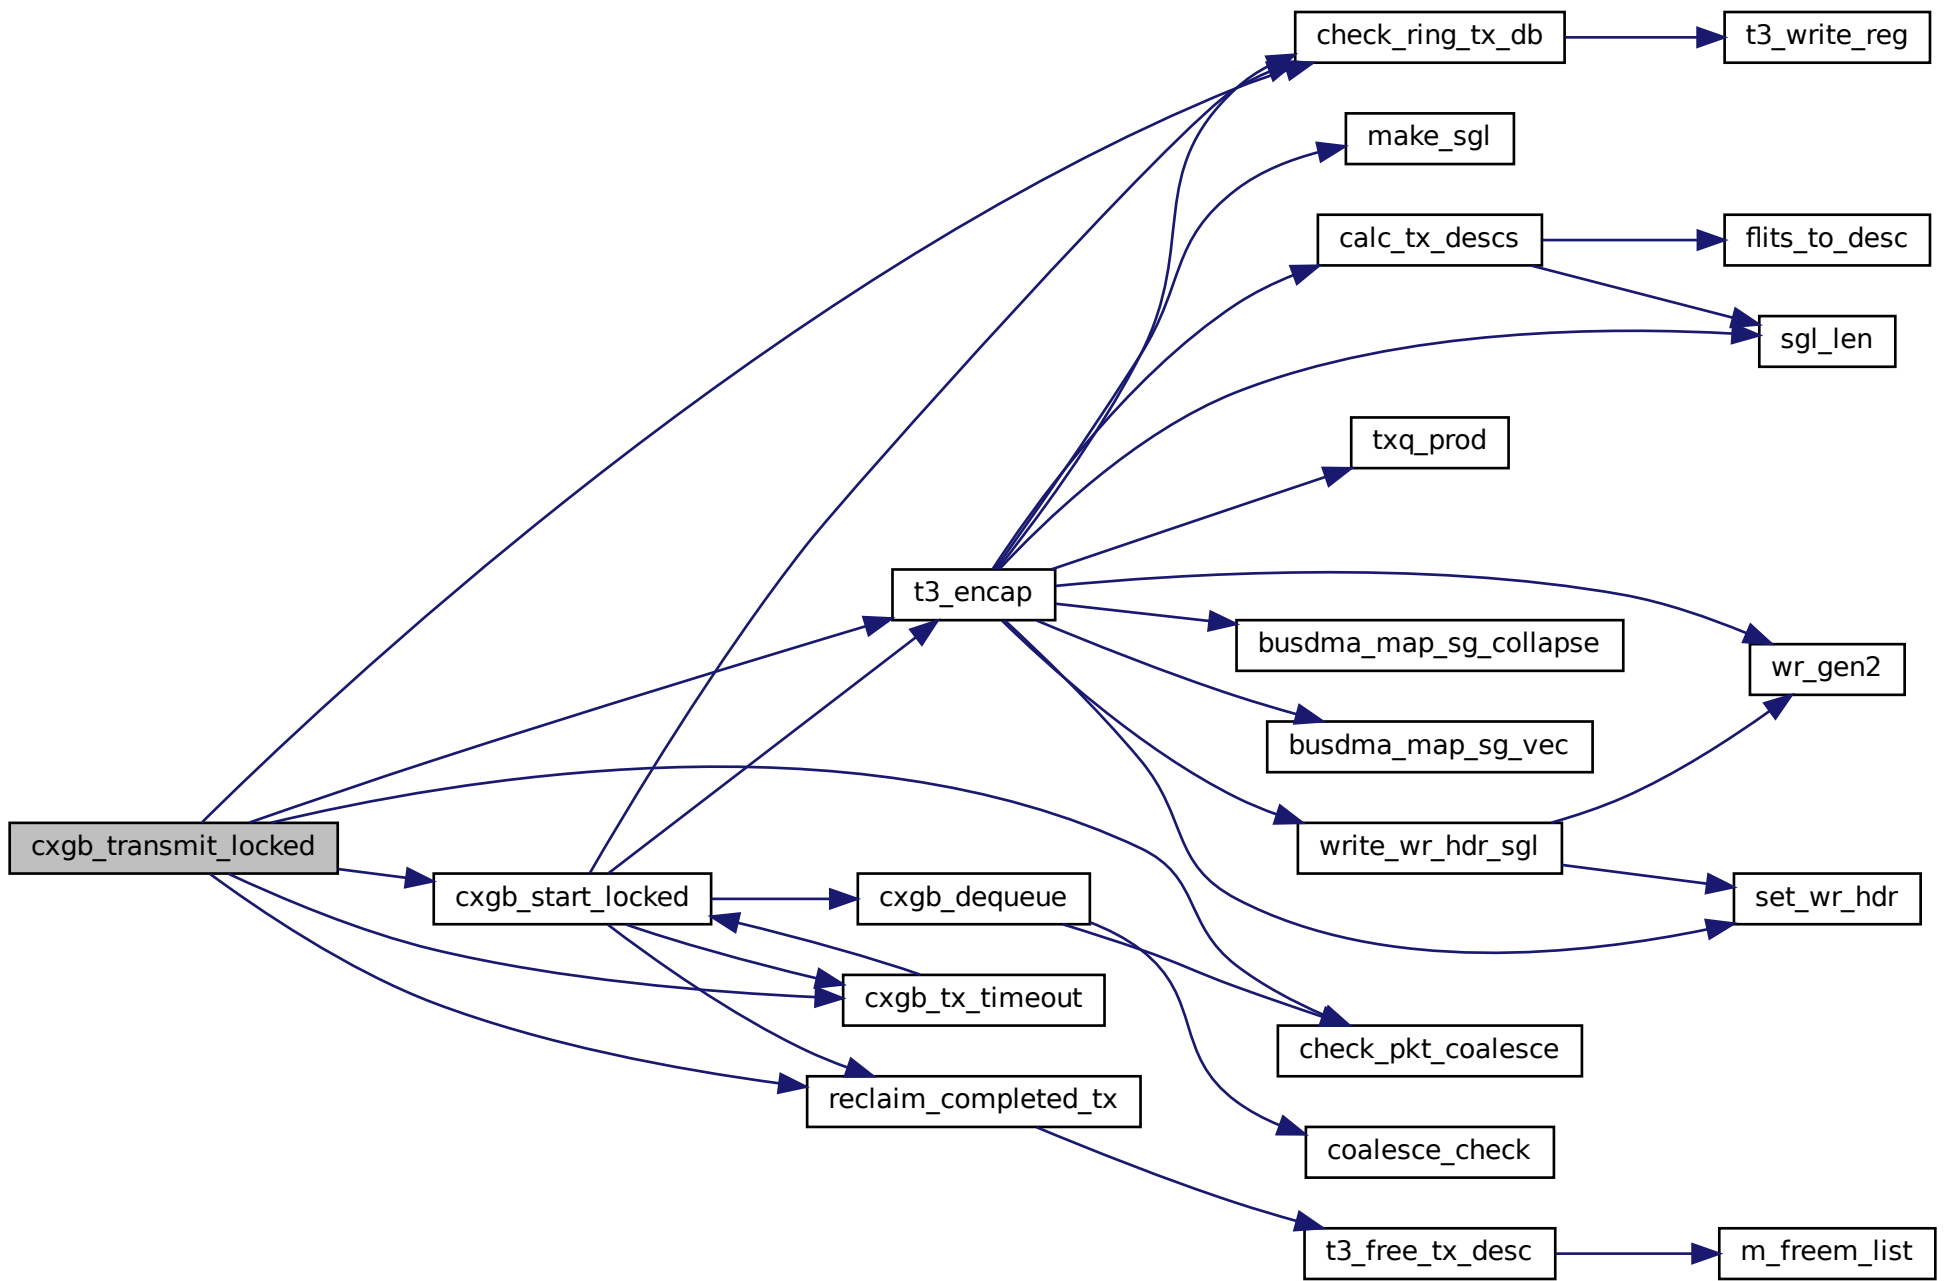 check_ring_tx_db
t3_write_reg
make_sgl
calc_tx_descs
flits_to_desc
sgl_len
txq_prod
t3_encap
busdma_map_sg_collapse
wr_gen2
busdma_map_sg_vec
cxgb_transmit_locked
write_wr_hdr_sgl
cxgb_start_locked
cxgb_dequeue
set_wr_hdr
cxgb_tx_timeout
check_pkt_coalesce
reclaim_completed_tx
coalesce_check
t3_free_tx_desc
m_freem_list